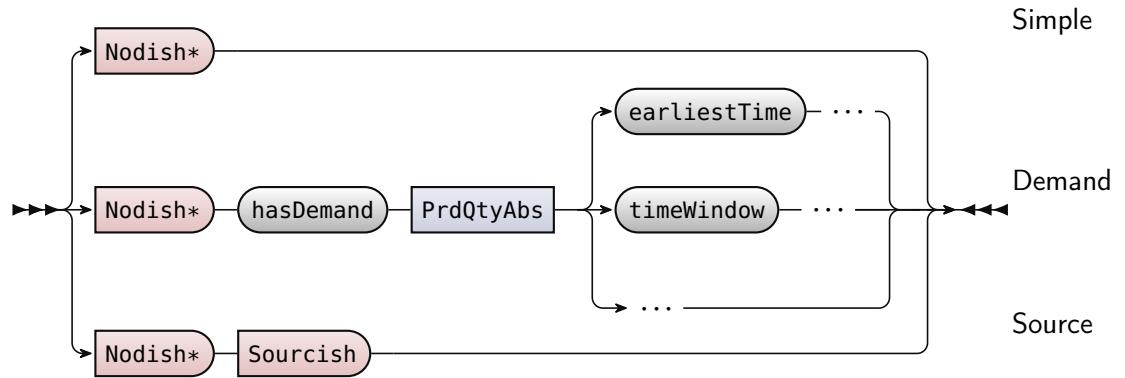 Simple
Nodish*
earliestTime ...
Demand
Nodish* hasDemand PrdQtyAbs timeWindow ...
...
Source
Nodish* Sourcish